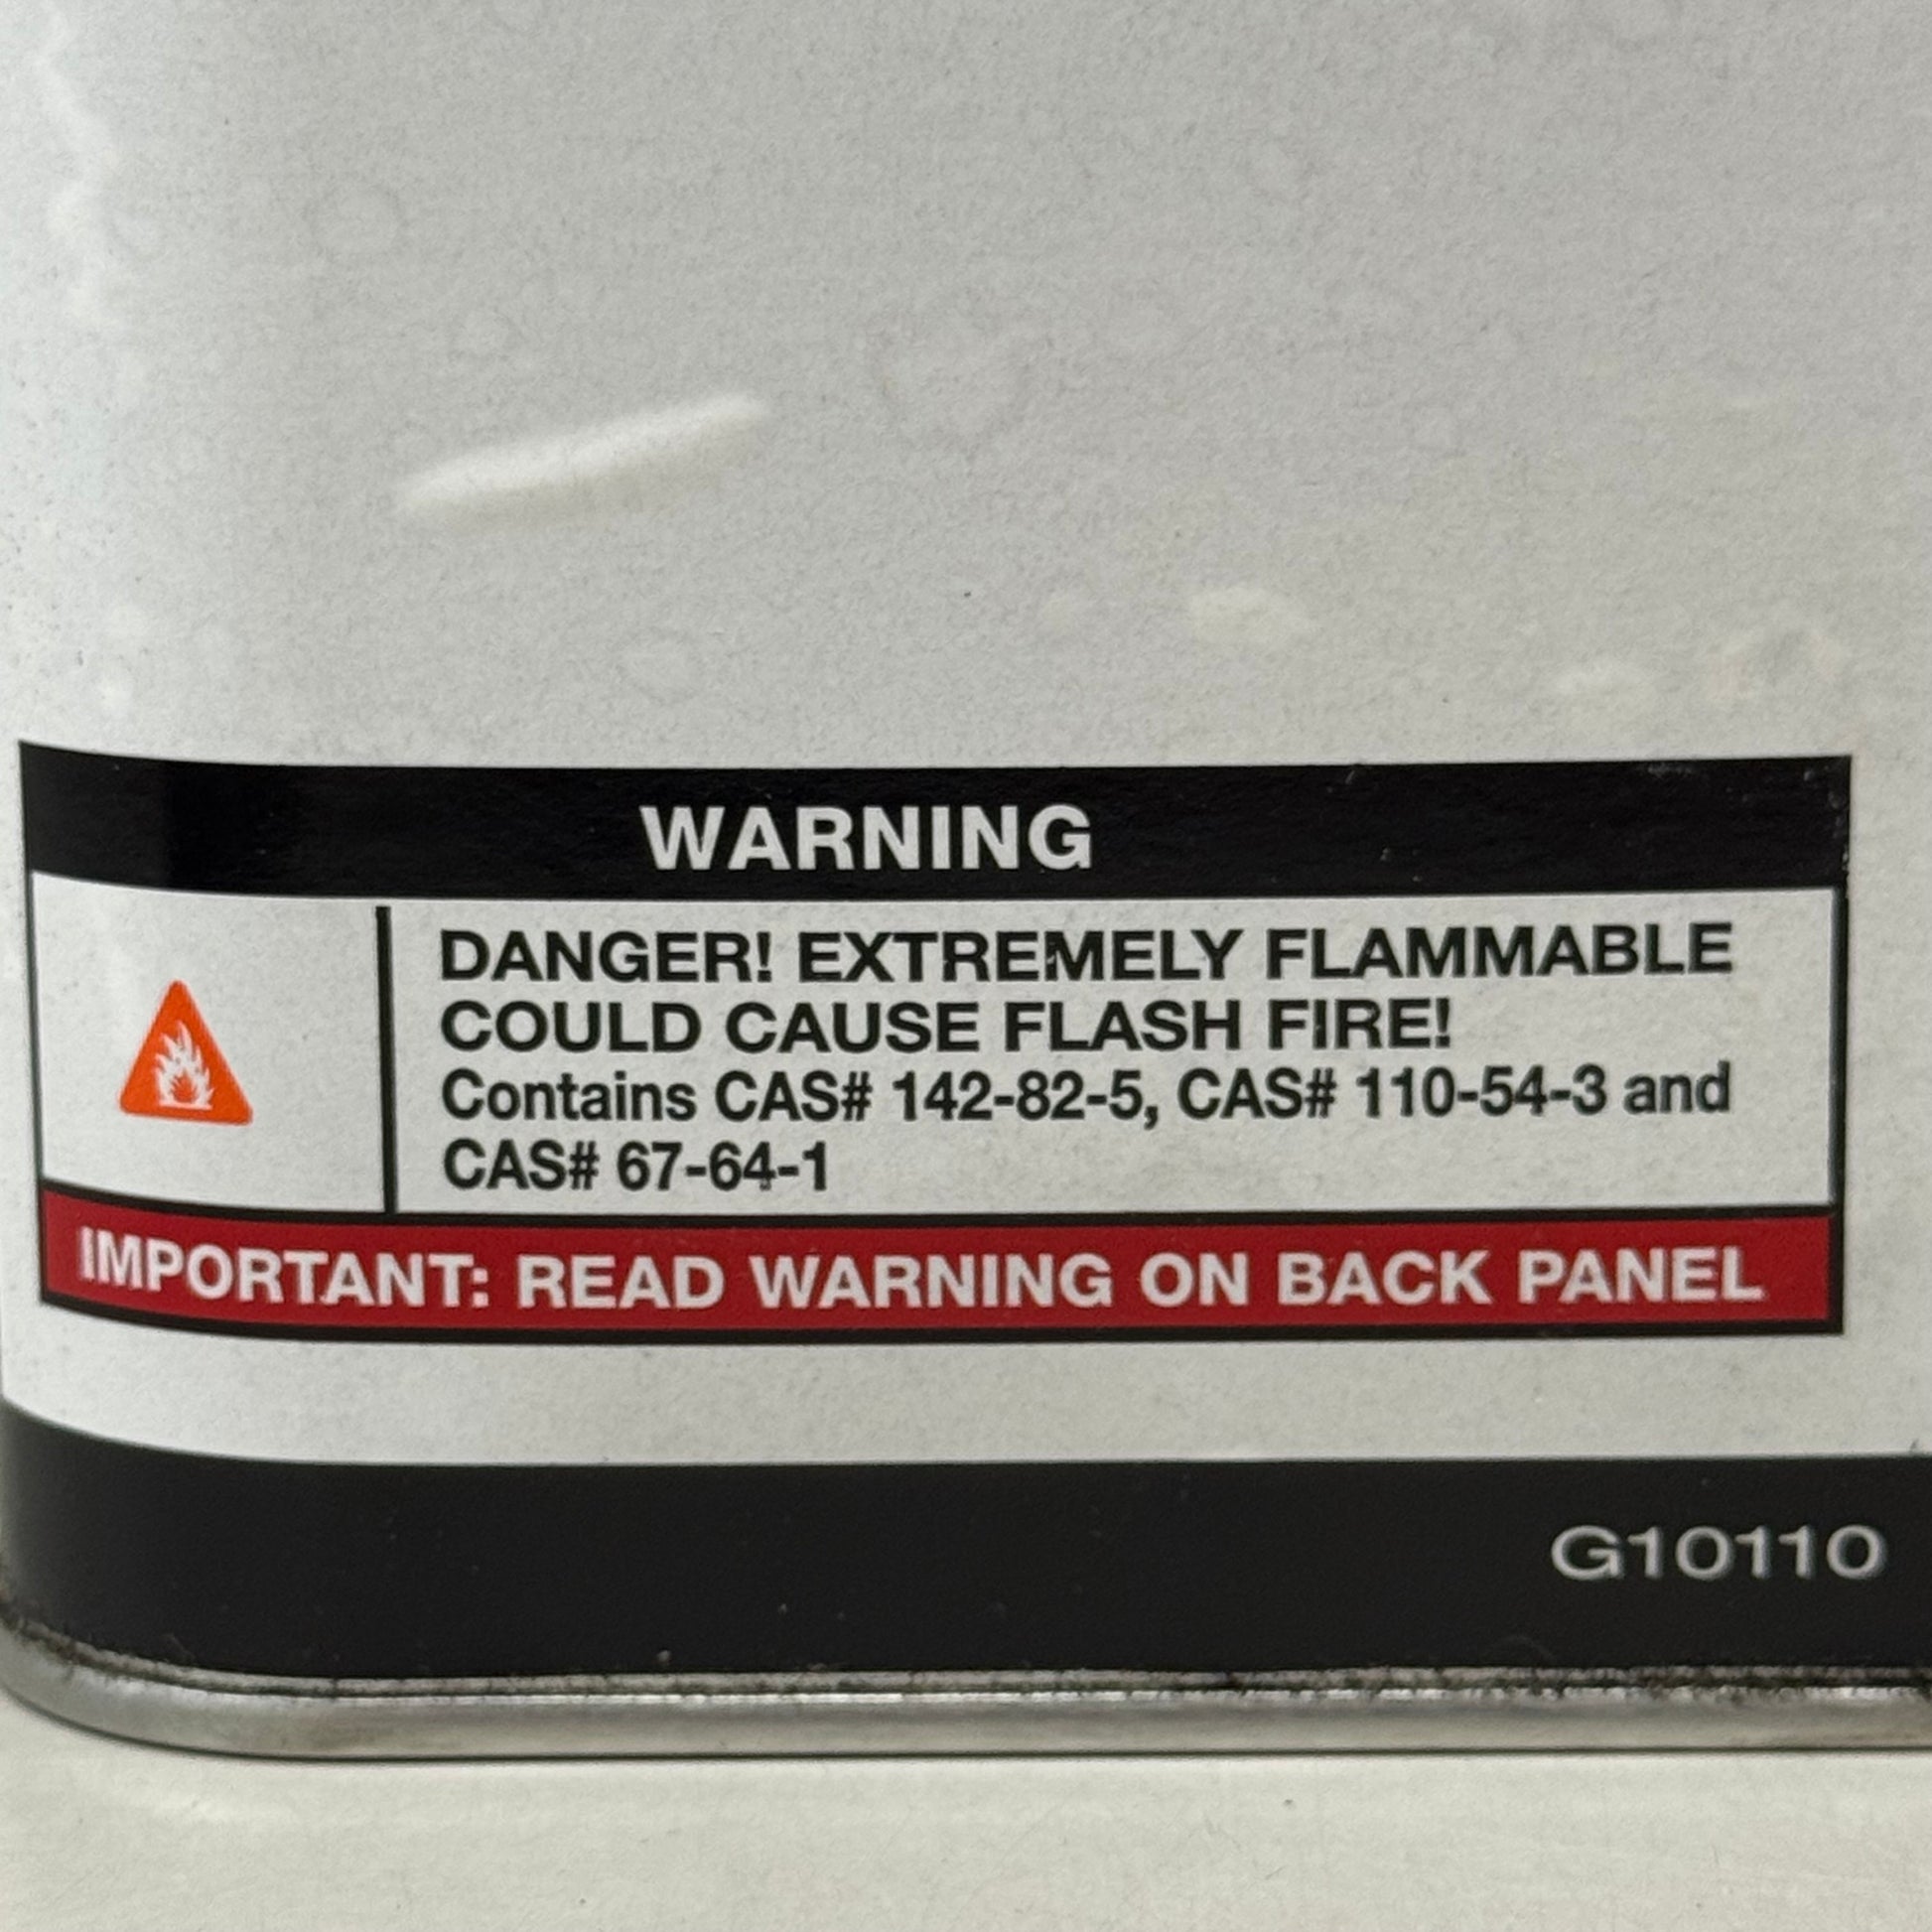 WARNING
DANGER! EXTREMELY FLAMMABLE
COULD CAUSE FLASH FIRE!
Contains CAS# 142-82-5, CAS# 110-54-3 and
CAS# 67-64-1
IMPORTANT: READ WARNING ON BACK PANEL
G10110